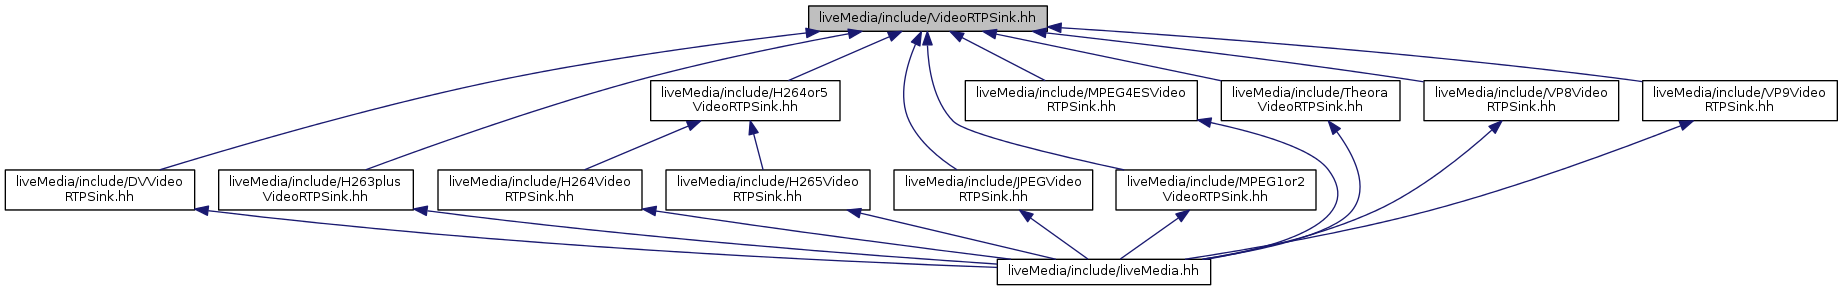 liveMedia/include/VideoRTPSink.hh
liveMedia/include/H264or5
VideoRTPSink.hh
liveMedia/include/MPEG4ESVideo
RTPSink.hh
liveMedia/include/Theora
VideoRTPSink.hh
liveMedia/include/VP8Video
RTPSink.hh
liveMedia/include/VP9Video
RTPSink.hh
liveMedia/include/DVVideo
RTPSink.hh
liveMedia/include/H263plus
VideoRTPSink.hh
liveMedia/include/H264Video
RTPSink.hh
liveMedia/include/H265Video
RTPSink.hh
liveMedia/include/JPEGVideo
RTPSink.hh
liveMedia/include/MPEG1or2
VideoRTPSink.hh
liveMedia/include/liveMedia.hh